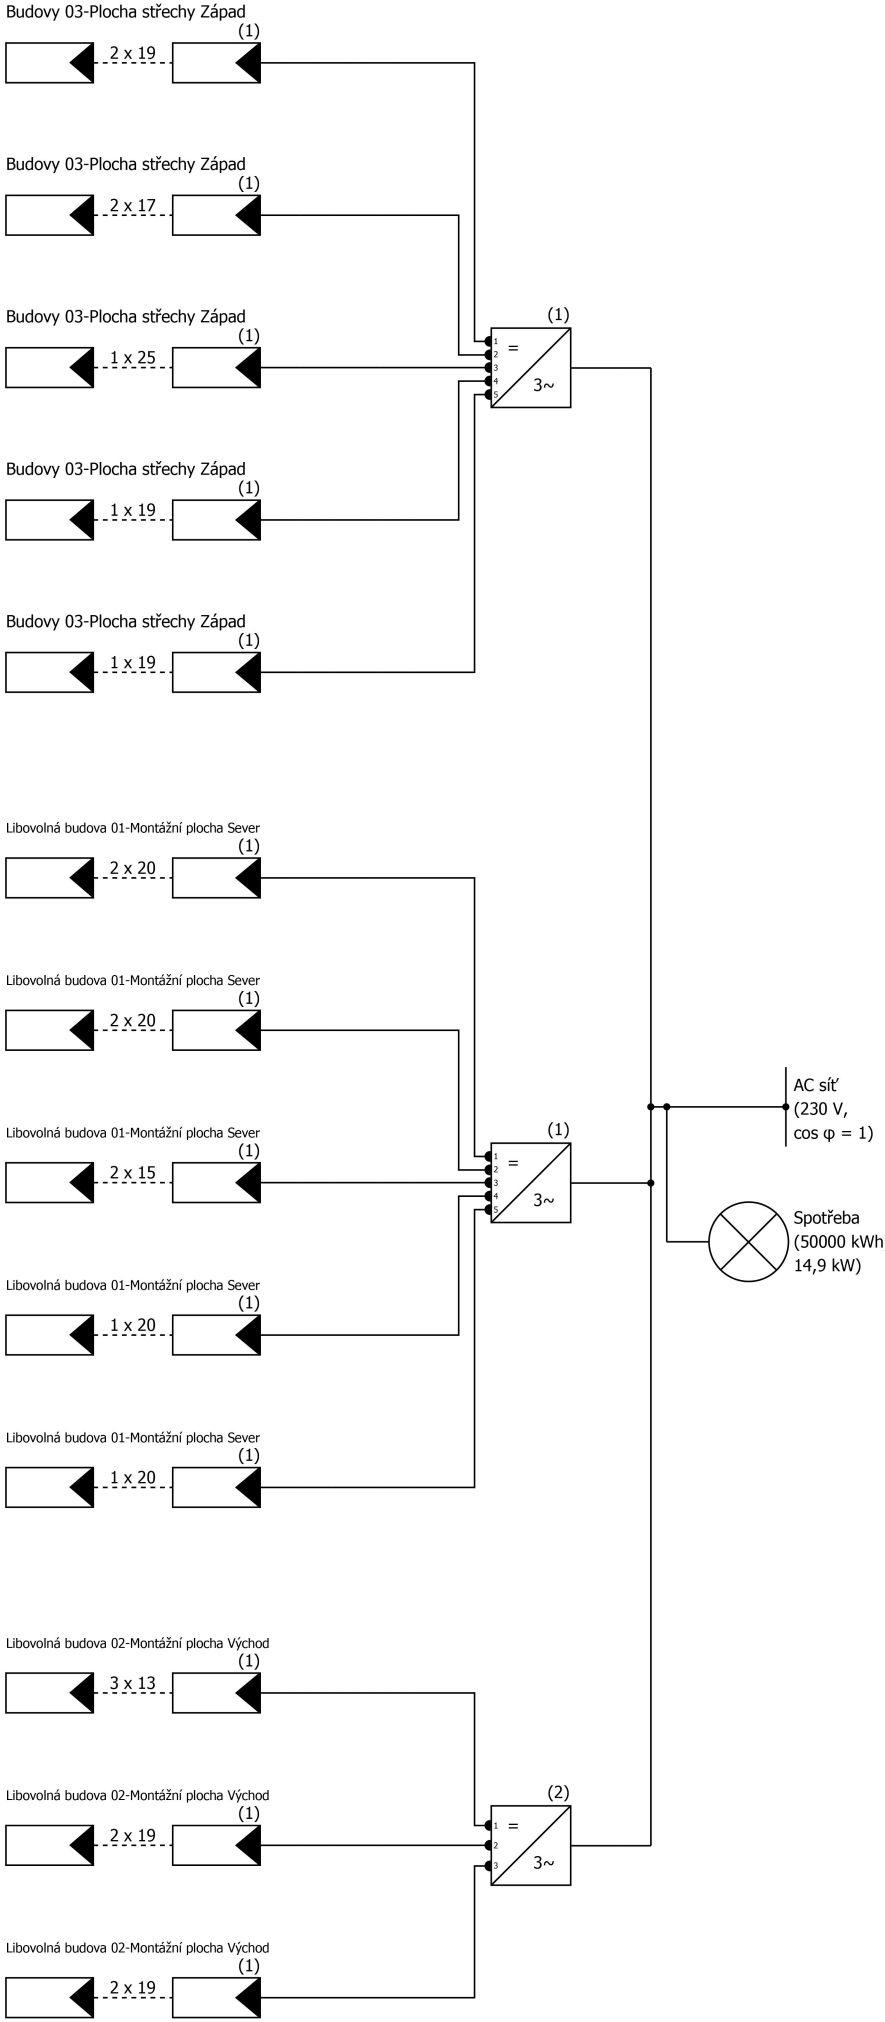 Budovy 03-Plocha střechy Západ
(1)
2 x 19
Budovy 03-Plocha střechy Západ
(1)
2 x 17
Budovy 03-Plocha střechy Západ
(1)
1 x 25
(1)
1
2
3
4
5
=
3~
Budovy 03-Plocha střechy Západ
(1)
1 x 19
Budovy 03-Plocha střechy Západ
(1)
1 x 19
Libovolná budova 01-Montážní plocha Sever
(1)
2 x 20
Libovolná budova 01-Montážní plocha Sever
(1)
2 x 20
Libovolná budova 01-Montážní plocha Sever
(1)
2 x 15
(1)
1
2
3
4
5
=
3~
AC síť
(230 V,
cos φ = 1)
Spotřeba
(50000 kWh
14,9 kW)
Libovolná budova 01-Montážní plocha Sever
(1)
1 x 20
Libovolná budova 01-Montážní plocha Sever
(1)
1 x 20
Libovolná budova 02-Montážní plocha Východ
(1)
3 x 13
Libovolná budova 02-Montážní plocha Východ
(1)
2 x 19
(2)
1
2
3
=
3~
Libovolná budova 02-Montážní plocha Východ
(1)
2 x 19